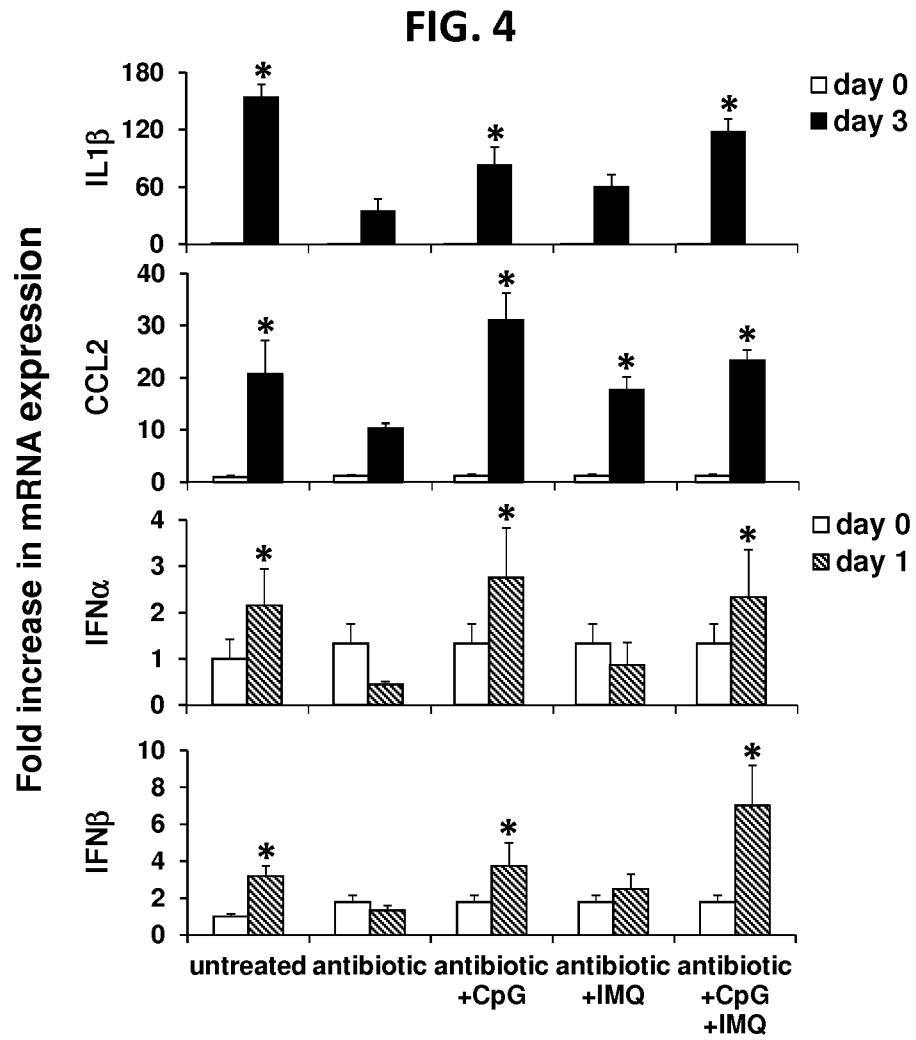 FIG. 4
Fold increase in mRNA expression
IL1β
180
120
60
0
*
*
*
day 0
day 3
CCL2
40
30
20
10
0
*
*
*
*
IFNα
4
3
2
1
0
*
*
*
day 0
day 1
IFNβ
10
8
6
4
2
0
*
*
*
untreated antibiotic antibiotic antibiotic antibiotic
+CpG +IMQ +CpG
+IMQ